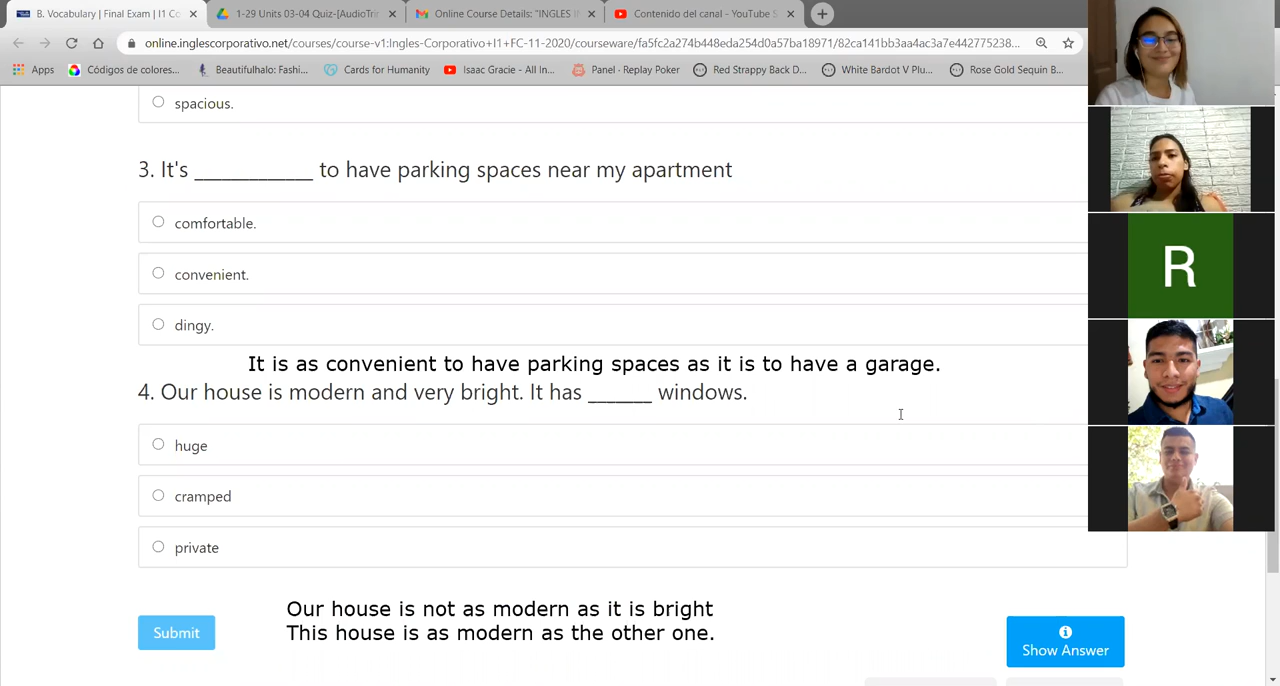 B. Vocabulary | Final Exam | I1 Co
1-29 Units 03-04 Quiz-[AudioTri
Online Course Details: "INGLES I
Contenido del canal - YouTube S
online.inglescorporativo.net/courses/course-v1:Ingles-Corporativo+I1+FC-11-2020/courseware/fa5fc2a274b448eda254d0a57ba18971/82ca141bb3aa4ac3a7e442775238...
Apps
Códigos de colores...
Beautifulhalo: Fashi...
Cards for Humanity
Isaac Gracie - All In...
Panel · Replay Poker
Red Strappy Back D...
White Bardot V Plu...
Rose Gold Sequin B...
spacious.
3. It's ____________ to have parking spaces near my apartment
comfortable.
convenient.
dingy.
It is as convenient to have parking spaces as it is to have a garage.
4. Our house is modern and very bright. It has _______ windows.
huge
cramped
private
Our house is not as modern as it is bright
This house is as modern as the other one.
Submit
Show Answer
R